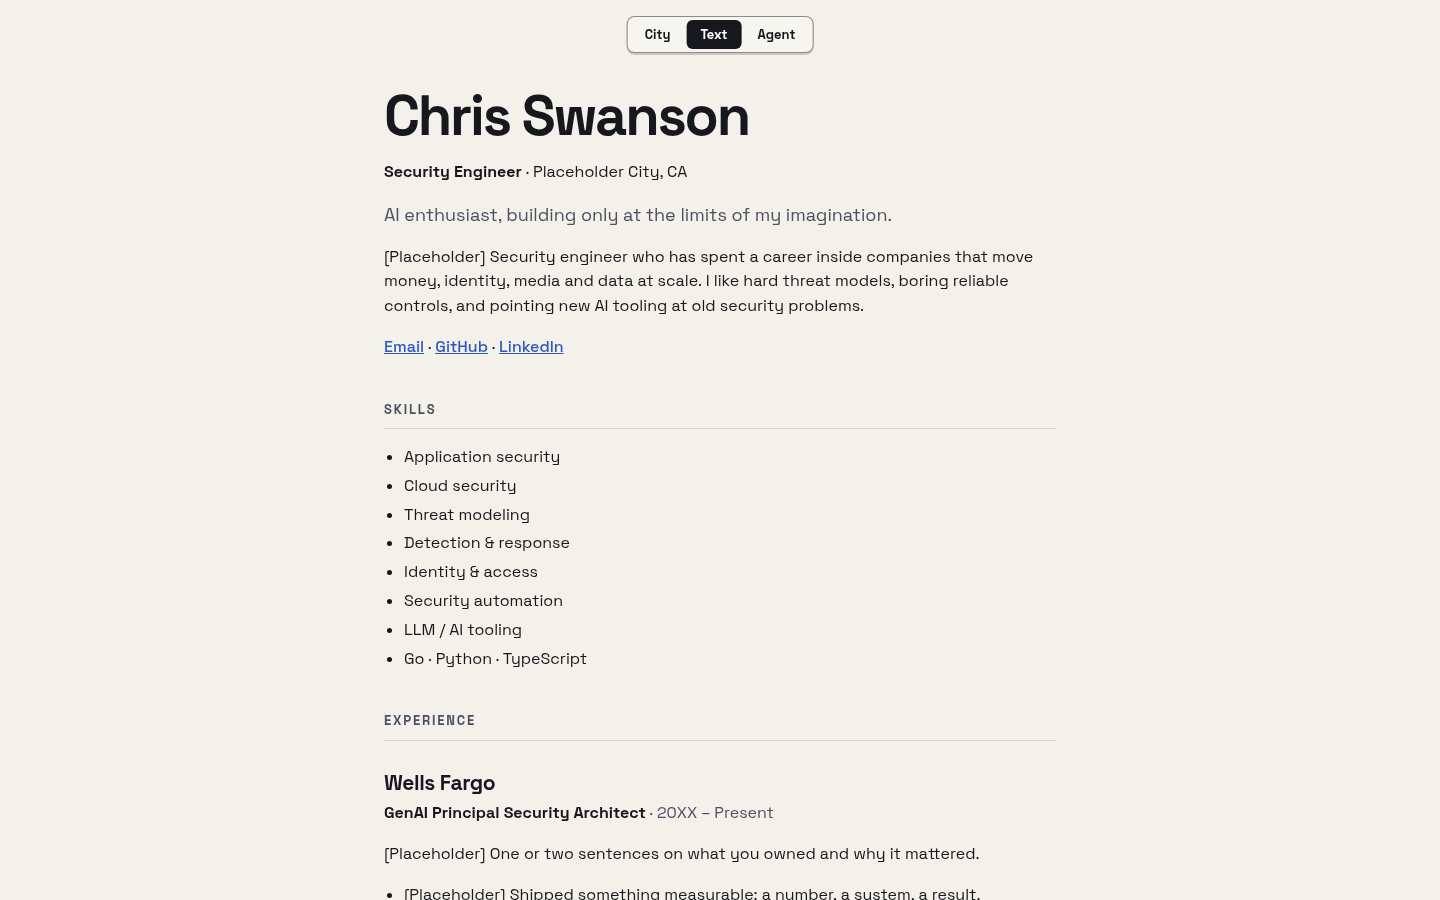 City Text Agent
Chris Swanson
Security Engineer · Placeholder City, CA
AI enthusiast, building only at the limits of my imagination.
[Placeholder] Security engineer who has spent a career inside companies that move
money, identity, media and data at scale. I like hard threat models, boring reliable
controls, and pointing new AI tooling at old security problems.
Email · GitHub · LinkedIn
SKILLS
• Application security
• Cloud security
• Threat modeling
• Detection & response
• Identity & access
• Security automation
• LLM / AI tooling
• Go · Python · TypeScript
EXPERIENCE
Wells Fargo
GenAI Principal Security Architect · 20XX – Present
[Placeholder] One or two sentences on what you owned and why it mattered.
• [Placeholder] Shipped something measurable: a number, a system, a result.